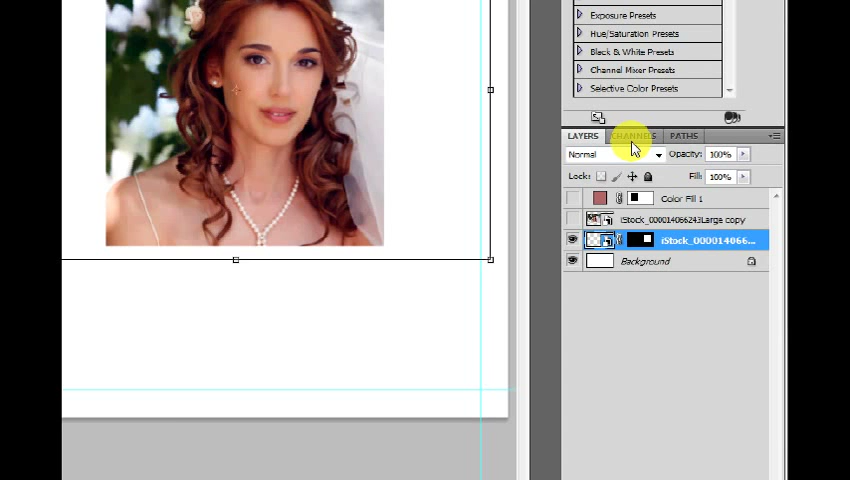 Exposure Presets
Hue/Saturation Presets
Black & White Presets
Channel Mixer Presets
Selective Color Presets
LAYERS CHANNELS PATHS
Normal Opacity: 100%
Lock: Fill: 100%
Color Fill 1
iStock_000014066243Large copy
iStock_000014066...
Background